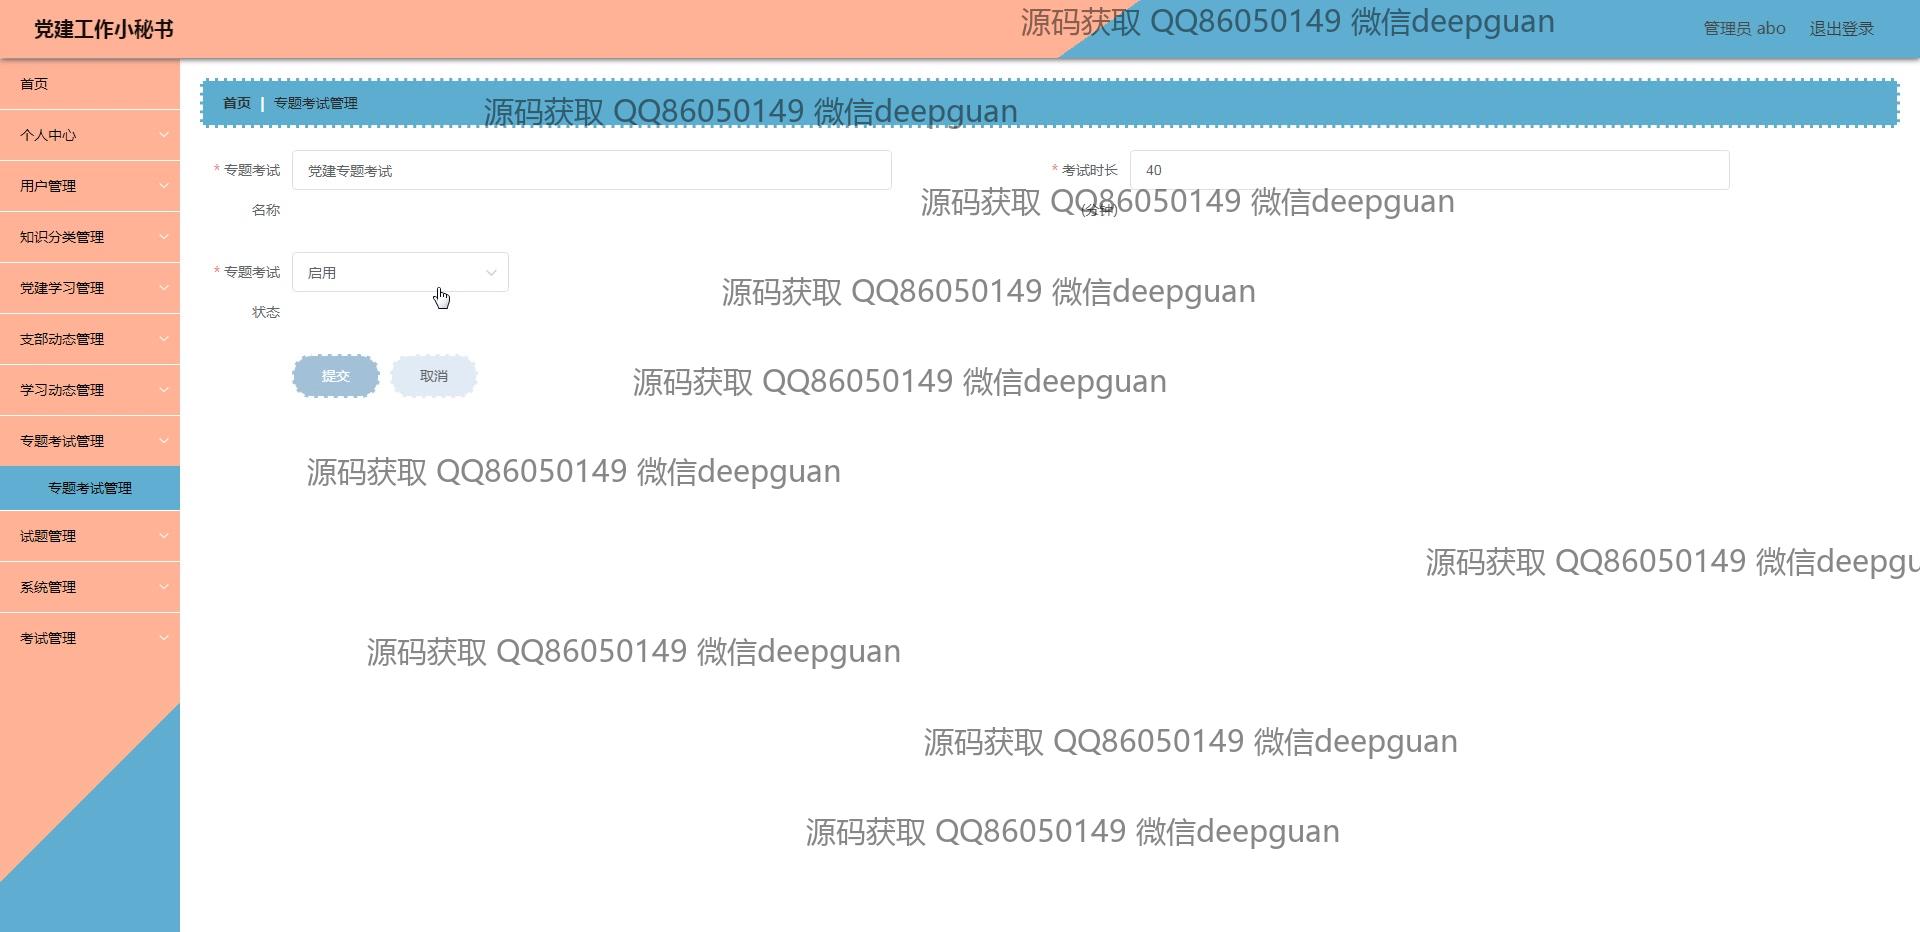 党建工作小秘书
源码获取 QQ86050149 微信deepguan
管理员 abo
退出登录
首页
个人中心
用户管理
知识分类管理
党建学习管理
支部动态管理
学习动态管理
专题考试管理
专题考试管理
试题管理
系统管理
考试管理
首页 | 专题考试管理
源码获取 QQ86050149 微信deepguan
* 专题考试名称
党建专题考试
* 考试时长(分钟)
40
源码获取 QQ86050149 微信deepguan
* 专题考试状态
启用
源码获取 QQ86050149 微信deepguan
提交
取消
源码获取 QQ86050149 微信deepguan
源码获取 QQ86050149 微信deepguan
源码获取 QQ86050149 微信deepgu
源码获取 QQ86050149 微信deepguan
源码获取 QQ86050149 微信deepguan
源码获取 QQ86050149 微信deepguan